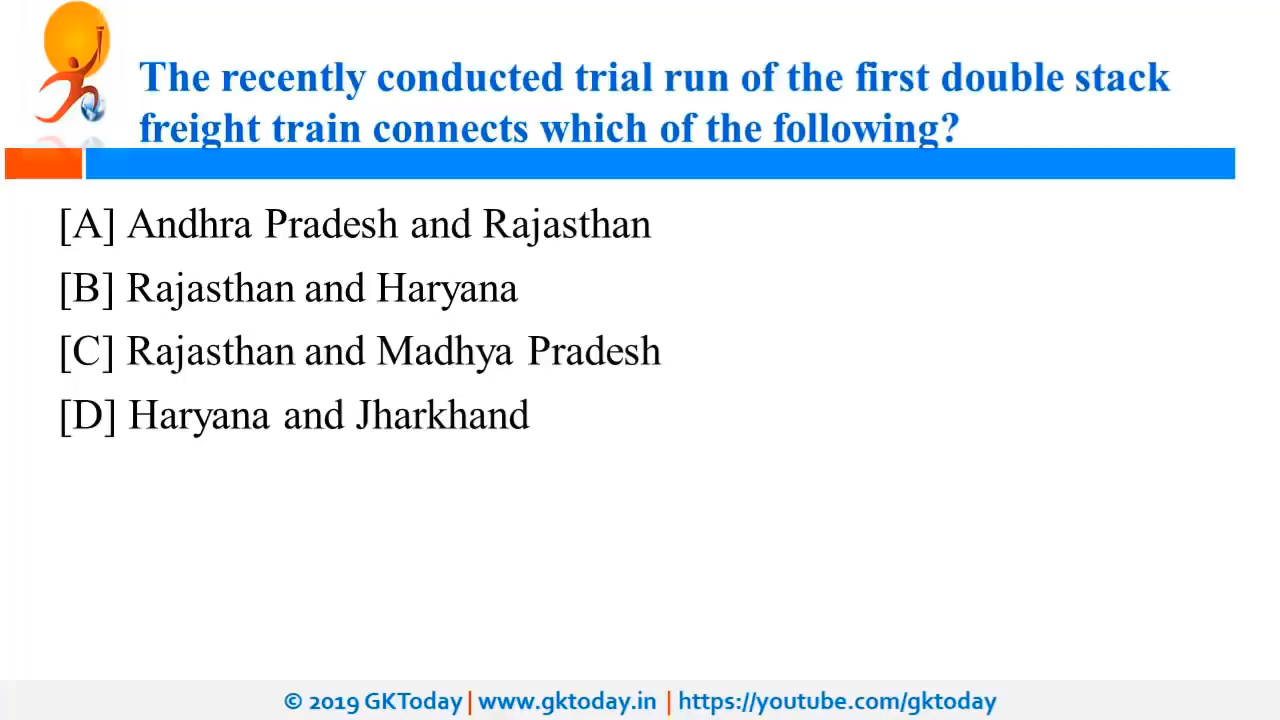 The recently conducted trial run of the first double stack
freight train connects which of the following?
[A] Andhra Pradesh and Rajasthan
[B] Rajasthan and Haryana
[C] Rajasthan and Madhya Pradesh
[D] Haryana and Jharkhand
© 2019 GKToday | www.gktoday.in | https://youtube.com/gktoday